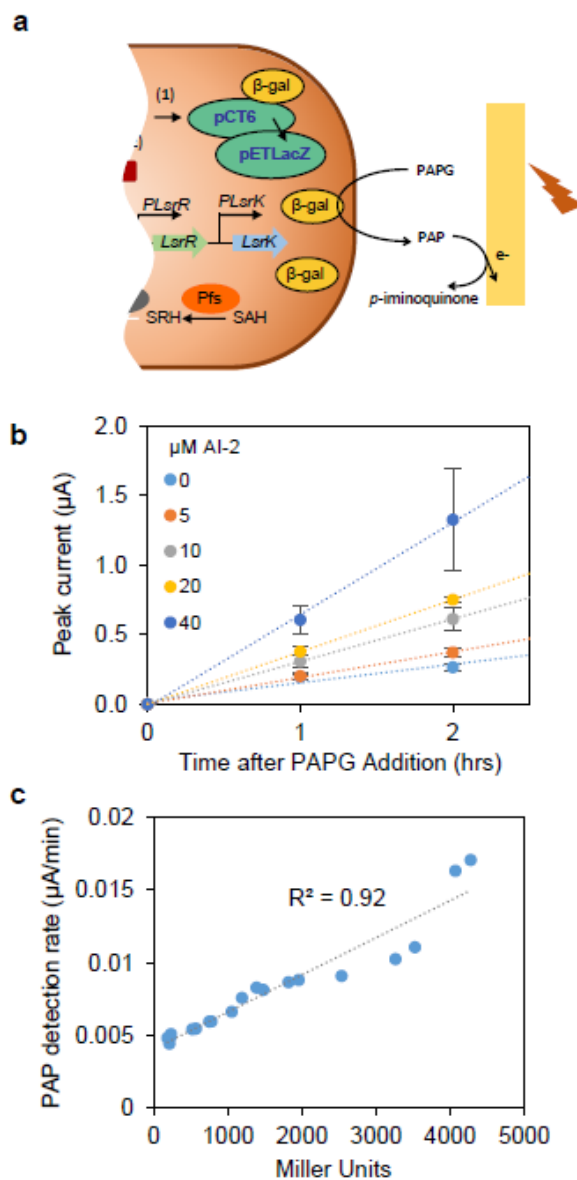 a
(1)
β-gal
pCT6
pETLacZ
PLsrR
PLsrK
β-gal
PAPG
LsrR
LsrK
PAP
e-
β-gal
p-iminoquinone
Pfs
SRH
SAH
b
2.0
μM AI-2
0
1.5
5
10
1.0
20
40
0.5
0.0
0
1
2
Peak current (μA)
Time after PAPG Addition (hrs)
c
0.02
0.015
R² = 0.92
0.01
0.005
0
0
1000
2000
3000
4000
5000
PAP detection rate (μA/min)
Miller Units